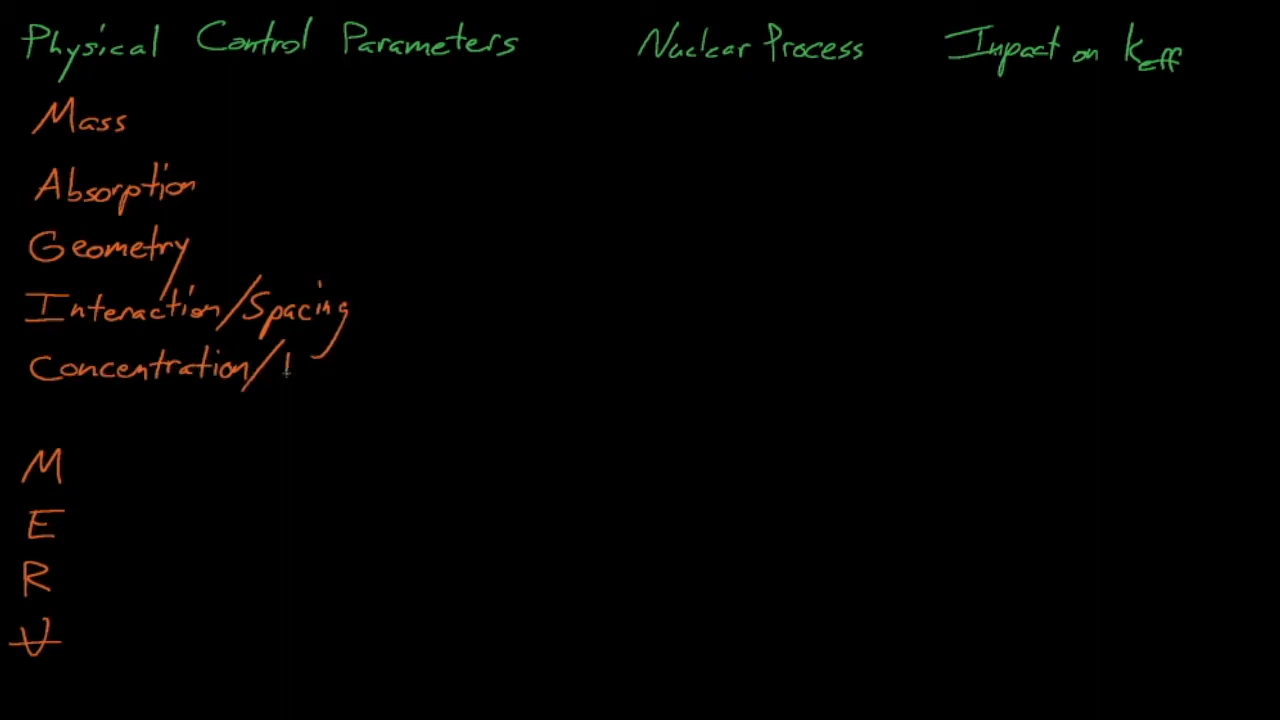 Physical Control Parameters Nuclear Process Impact on Keff
Mass
Absorption
Geometry
Interaction/Spacing
Concentration/
M
E
R
V